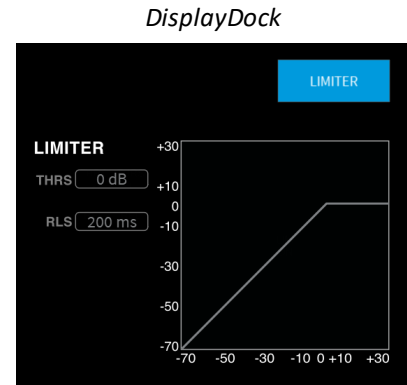 DisplayDock
LIMITER
LIMITER
THRS 0 dB
RLS 200 ms
+30
+10
0
-10
-30
-50
-70
-70 -50 -30 -10 0 +10 +30